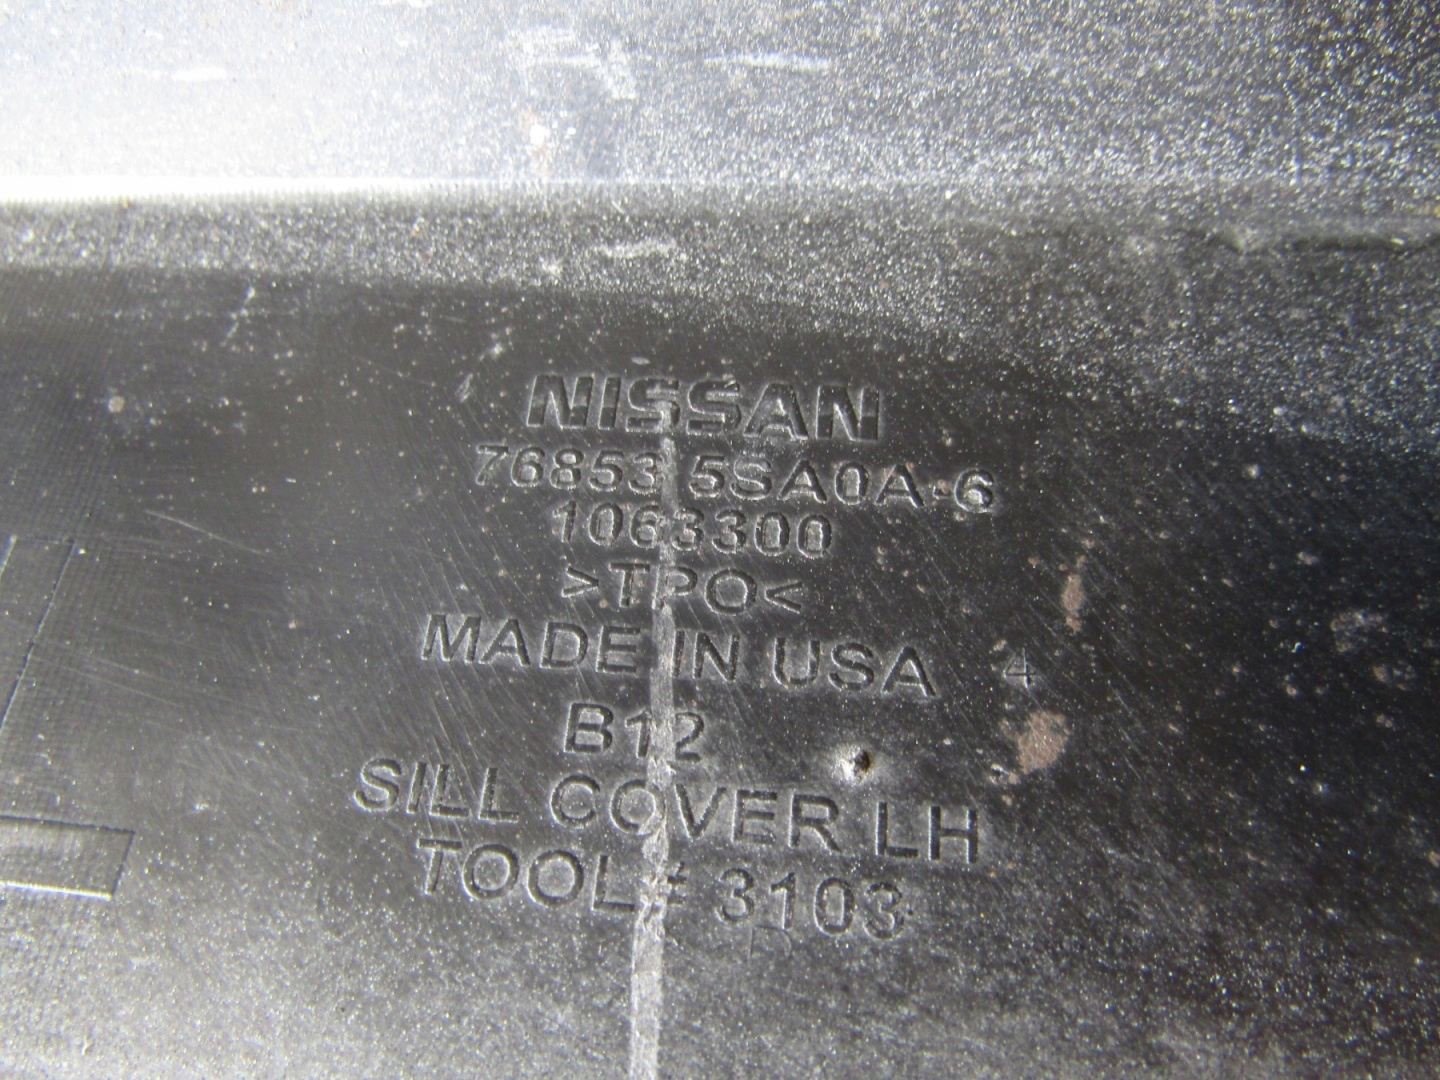 NISSAN
76853 5SA0A-6
1063300
>TPO<
MADE IN USA 4
B12
SILL COVER LH
TOOL# 3103